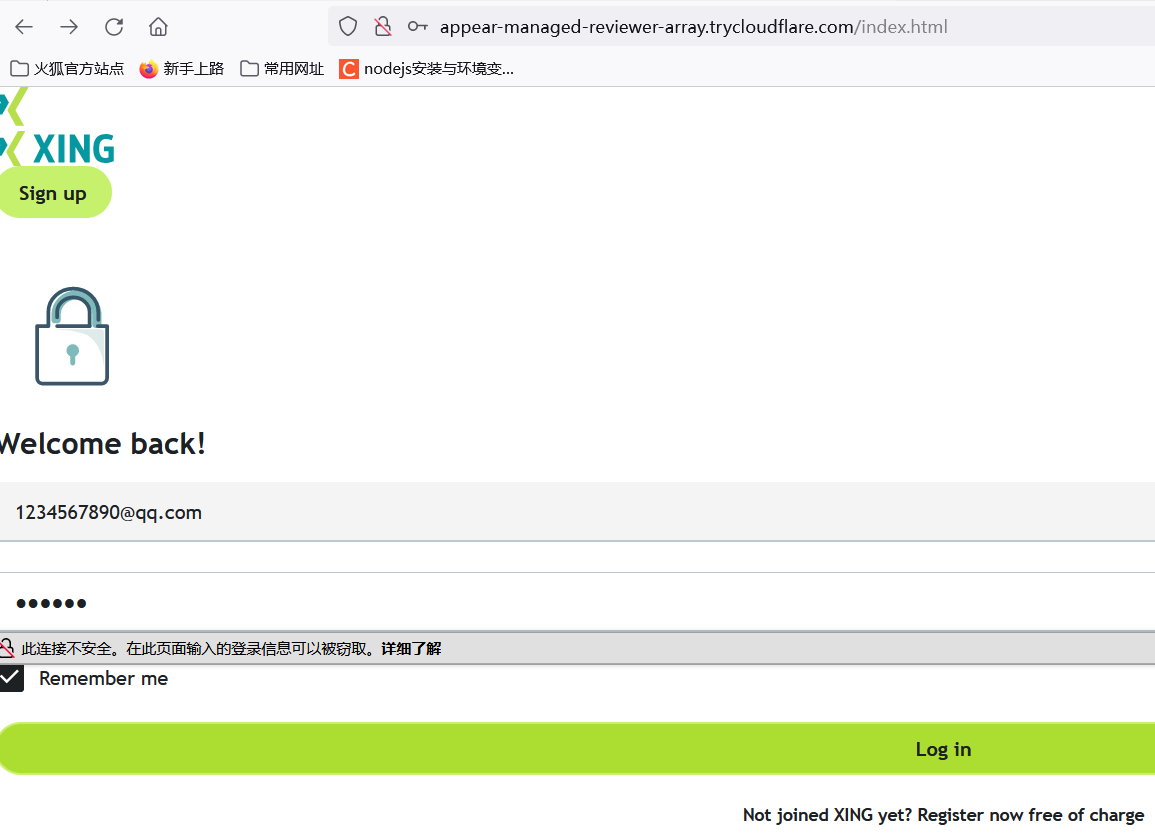 appear-managed-reviewer-array.trycloudflare.com/index.html
火狐官方站点 新手上路 常用网址 C nodejs安装与环境变...
XING
Sign up
Welcome back!
1234567890@qq.com
••••••
此连接不安全。在此页面输入的登录信息可以被窃取。详细了解
Remember me
Log in
Not joined XING yet? Register now free of charge